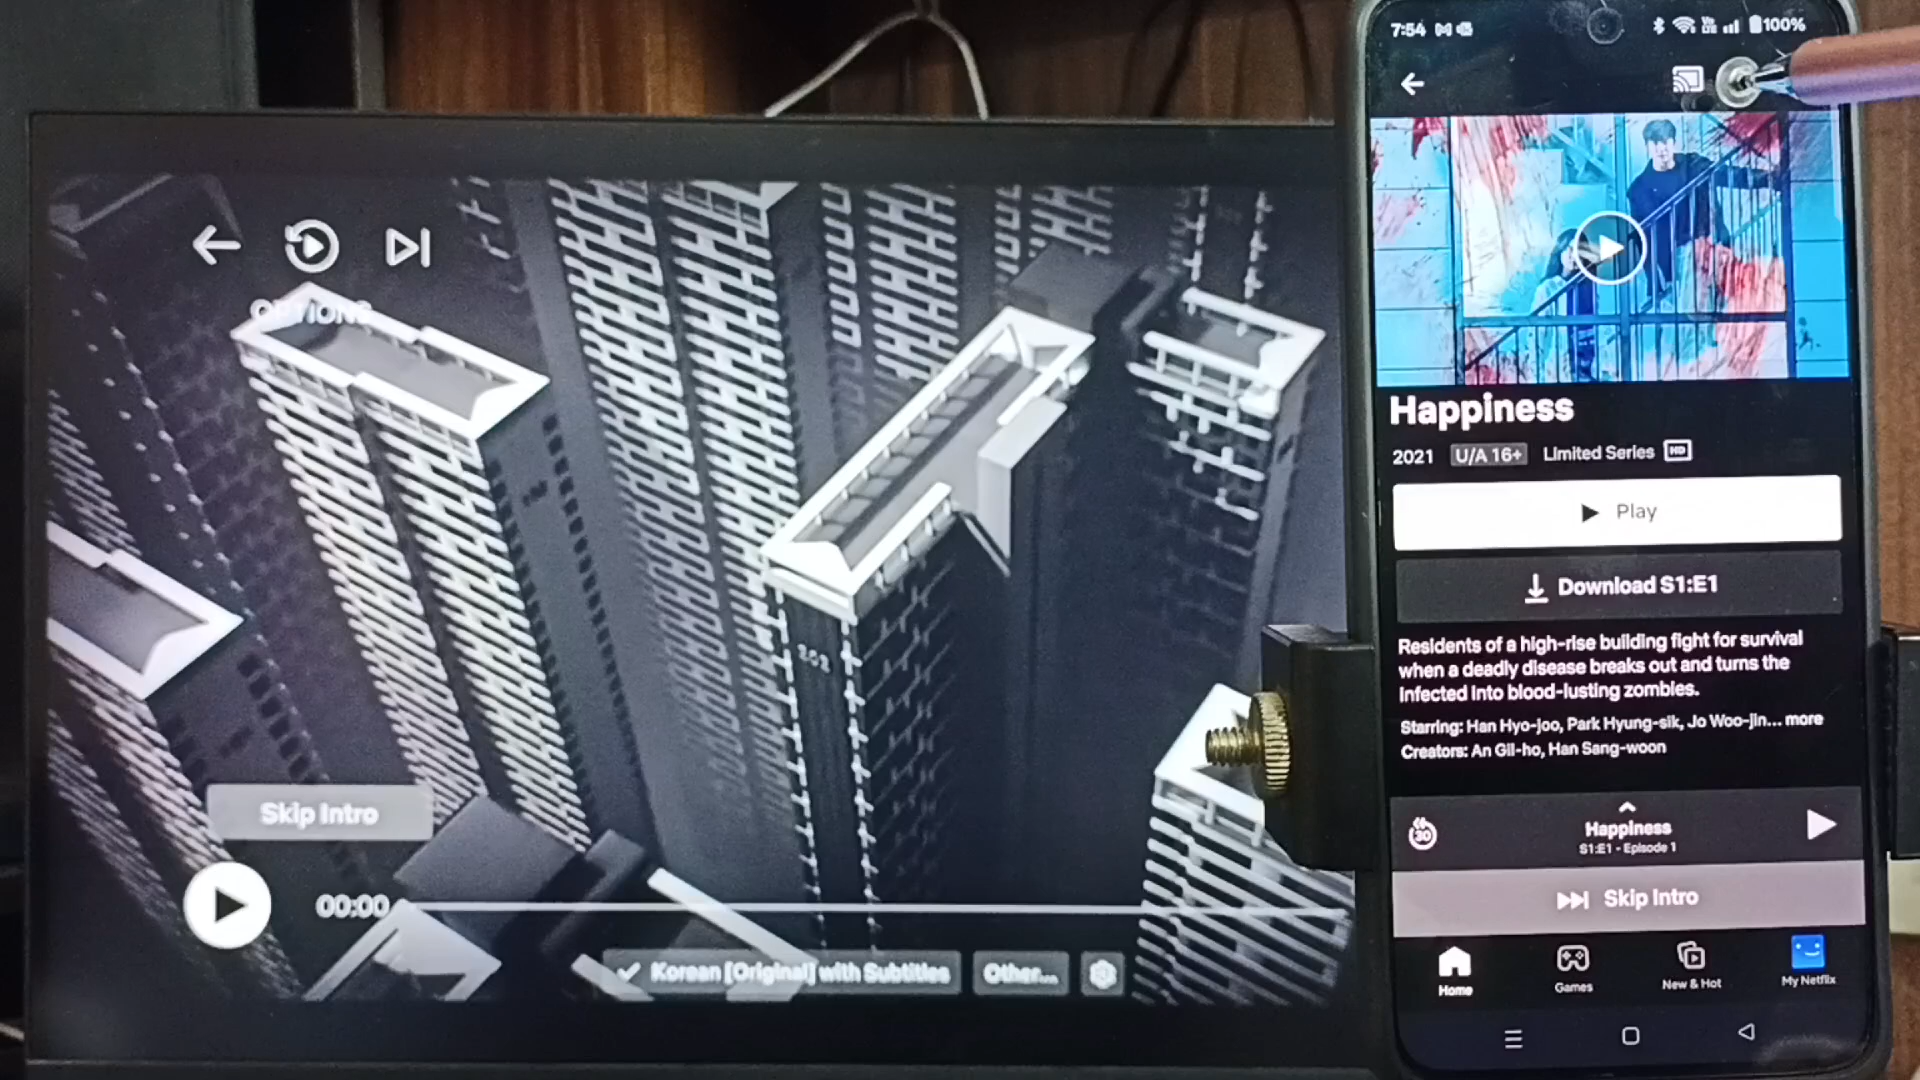 OPTIONS
202
Skip Intro
00:00
Korean [Original] with Subtitles
Other...
7:54
100%
Happiness
2021 U/A 16+ Limited Series HD
Play
Download S1:E1
Residents of a high-rise building fight for survival
when a deadly disease breaks out and turns the
infected into blood-lusting zombies.
Starring: Han Hyo-joo, Park Hyung-sik, Jo Woo-jin... more
Creators: An Gil-ho, Han Sang-woon
30
Happiness
S1:E1 - Episode 1
Skip Intro
Home
Games
New & Hot
My Netflix